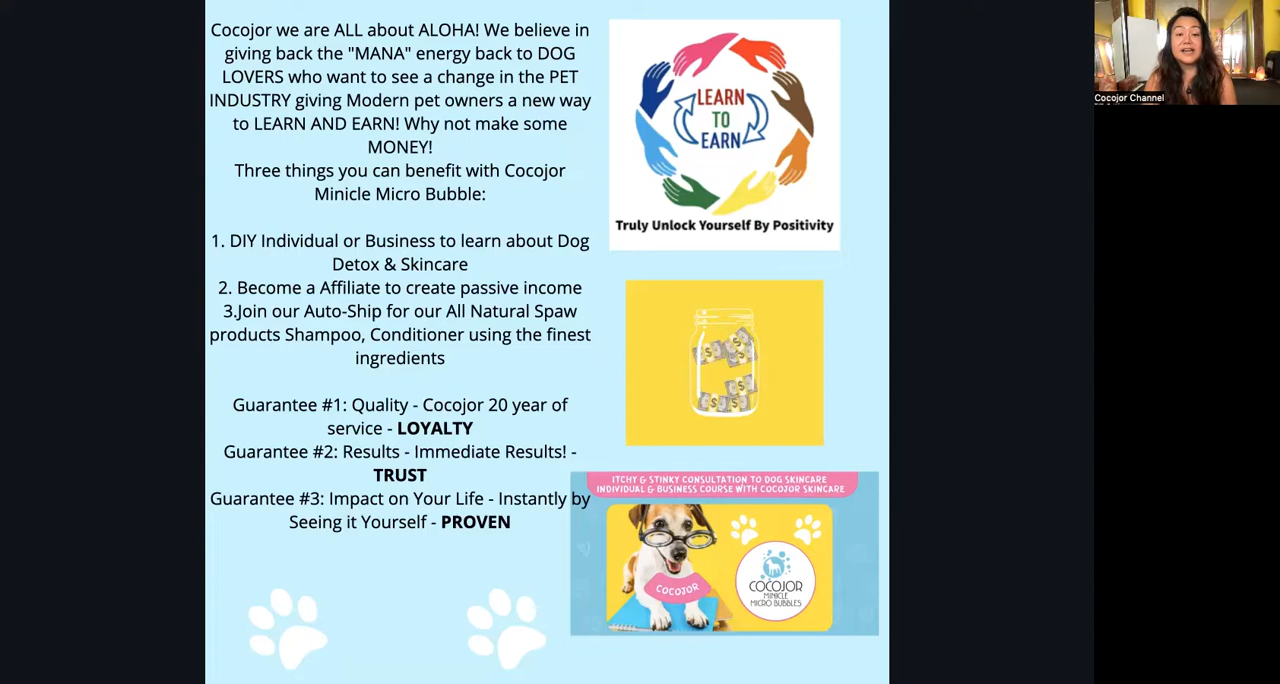 Cocojor we are ALL about ALOHA! We believe in
giving back the "MANA" energy back to DOG
LOVERS who want to see a change in the PET
INDUSTRY giving Modern pet owners a new way
to LEARN AND EARN! Why not make some
MONEY!
Three things you can benefit with Cocojor
Minicle Micro Bubble:
1. DIY Individual or Business to learn about Dog
Detox & Skincare
2. Become a Affiliate to create passive income
3.Join our Auto-Ship for our All Natural Spaw
products Shampoo, Conditioner using the finest
ingredients
Guarantee #1: Quality - Cocojor 20 year of
service - LOYALTY
Guarantee #2: Results - Immediate Results! -
TRUST
Guarantee #3: Impact on Your Life - Instantly by
Seeing it Yourself - PROVEN
LEARN
TO
EARN
Truly Unlock Yourself By Positivity
ITCHY & STINKY CONSULTATION TO DOG SKINCARE
INDIVIDUAL & BUSINESS COURSE WITH COCOJOR SKINCARE
COCOJOR
COCOJOR
MINICLE
MICRO BUBBLES
Cocojor Channel